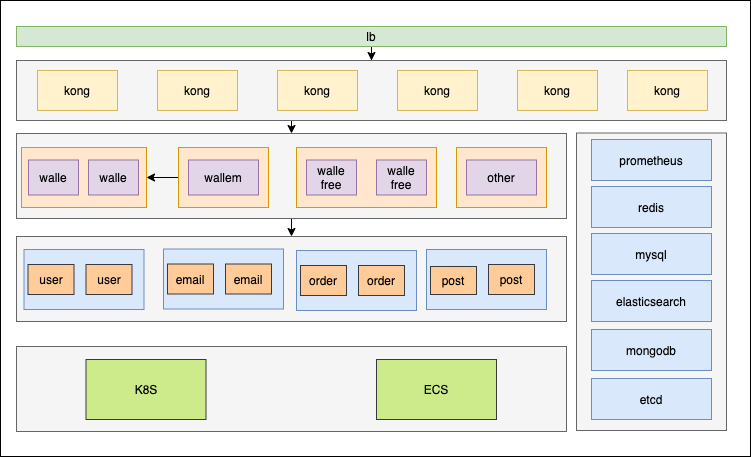 lb
kong
kong
kong
kong
kong
kong
walle
walle
wallem
walle
free
walle
free
other
user
user
email
email
order
order
post
post
K8S
ECS
prometheus
redis
mysql
elasticsearch
mongodb
etcd